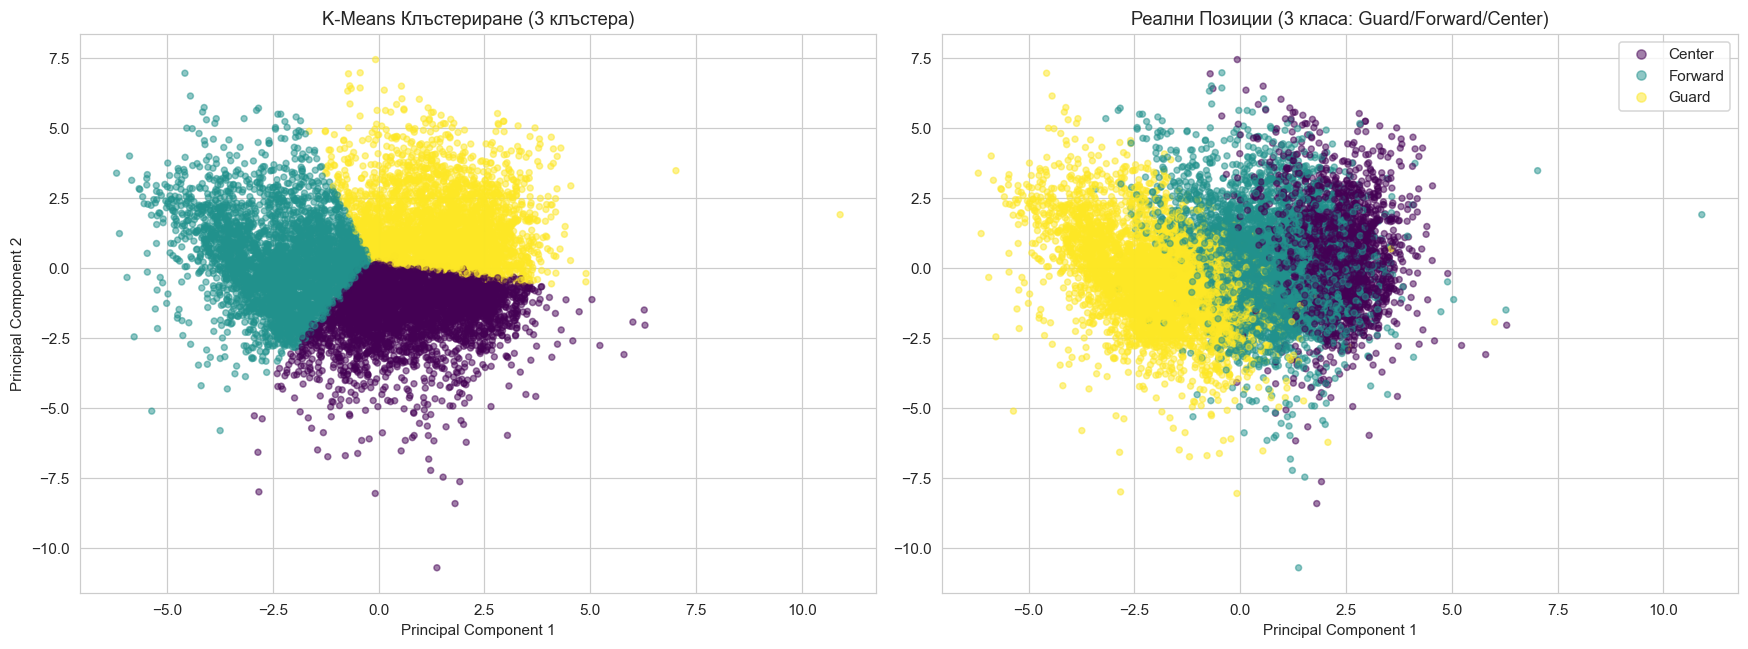 K-Means Клъстериране (3 клъстера)
7.5
5.0
2.5
0.0
−2.5
−5.0
−7.5
−10.0
Principal Component 2
−5.0 −2.5 0.0 2.5 5.0 7.5 10.0
Principal Component 1
Реални Позиции (3 класа: Guard/Forward/Center)
Center
Forward
Guard
7.5
5.0
2.5
0.0
−2.5
−5.0
−7.5
−10.0
−5.0 −2.5 0.0 2.5 5.0 7.5 10.0
Principal Component 1